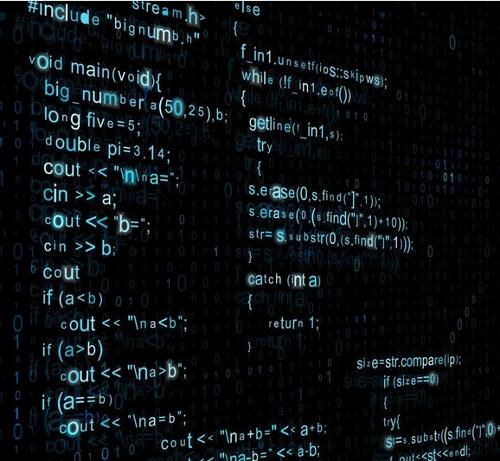 stream.h>
#include "bignumb.h"
void main(void){
big_number a(50,25),b;
long five=5;
double pi=3.14;
cout << "\n\na=";
cin >> a;
cout << "b=";
cin >> b;
cout
if (a<b)
cout << "\na<b";
if (a>b)
cout << "\na>b";
if (a==b)
cout << "\na=b";
cout << "\na+b=" << a+b;
cout << "\na-b=" << a-b;
else
{
f_in1.unsetf(ios::skipws);
while (!f_in1.eof())
{
getline(f_in1,s);
try
{
s.erase(0,s.find("]",1));
s.erase(0,(s.find("]",1)+10));
str= s.substr(0,(s.find("]",1)));
}
catch (int a)
{
return 1;
}
size=str.compare(ip);
if (size==0)
{
try{
st=s.substr((s.find("]",0)+
out<<st<<endl;